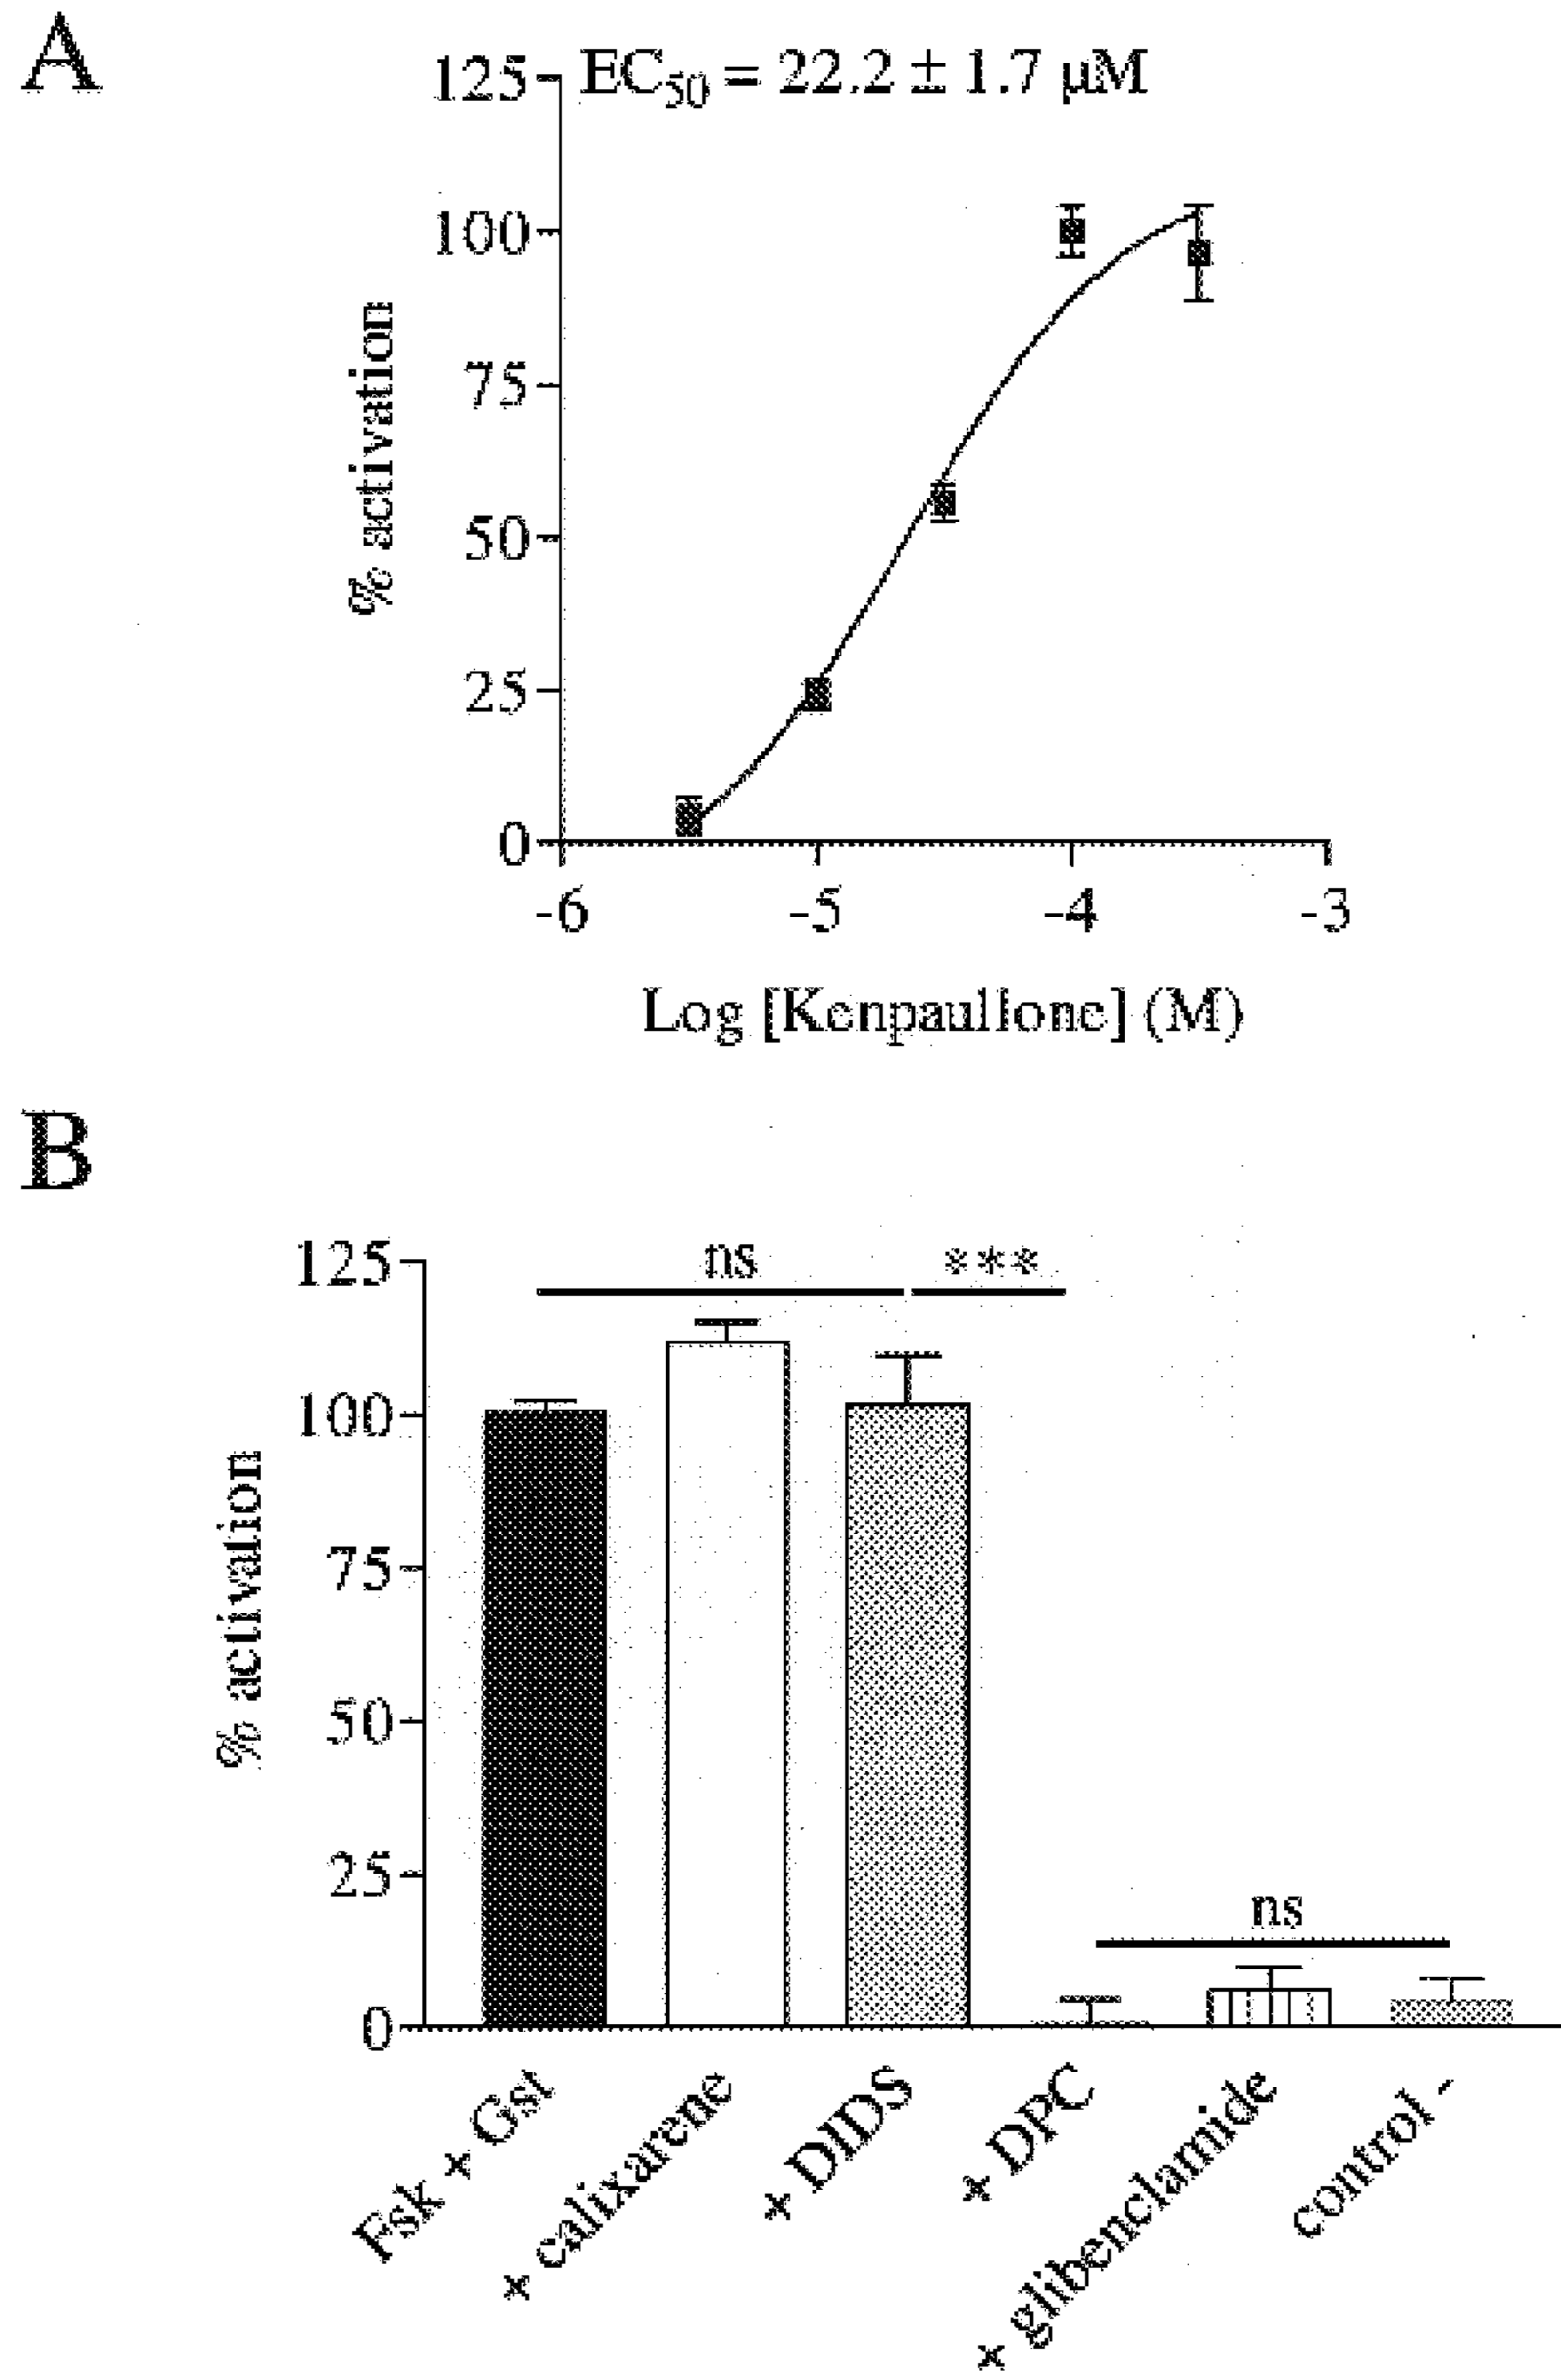 A
EC50 = 22.2 ± 1.7 µM
125
100
75
50
25
0
% activation
-6
-5
-4
-3
Log [Kenpaullone] (M)
B
125
100
75
50
25
0
% activation
ns
***
ns
Fsk + Gst
+ calixarene
+ DIDS
+ DPC
+ glibenclamide
control -